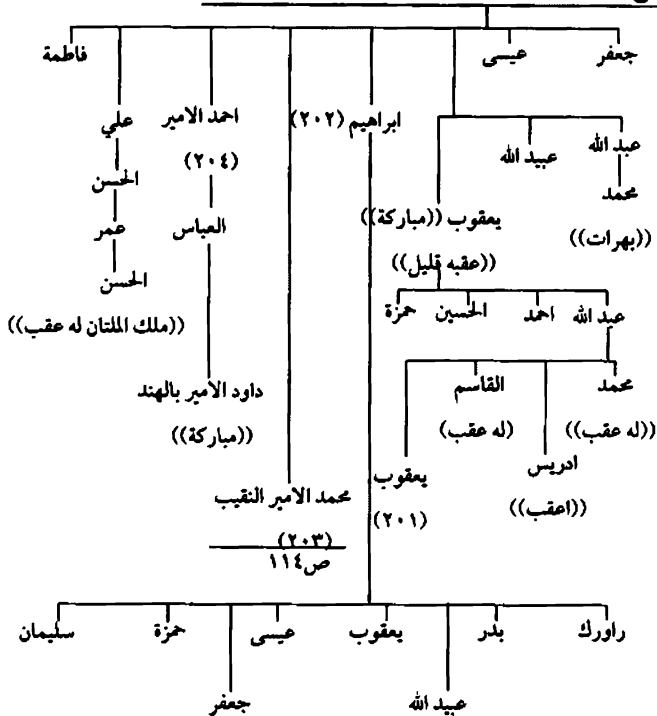 جعفر عيسى فاطمة
عبد الله عبيد الله ابراهيم (٢٠٢) احمد الامير علي
(٢٠٤)
محمد الحسن
((بهرات)) يعقوب ((مباركة)) العباس عمر
((عقبه قليل)) الحسن
عبد الله احمد الحسين حمزة ((ملك الملتان له عقب))
محمد القاسم داود الامير بالهند
((له عقب)) (له عقب) ((مباركة))
ادريس يعقوب محمد الامير النقيب
((اعقب)) (٢٠١)
(٢٠٣)
ص١١٤
راورك بدر يعقوب عيسى حمزة سليمان
عبيد الله جعفر